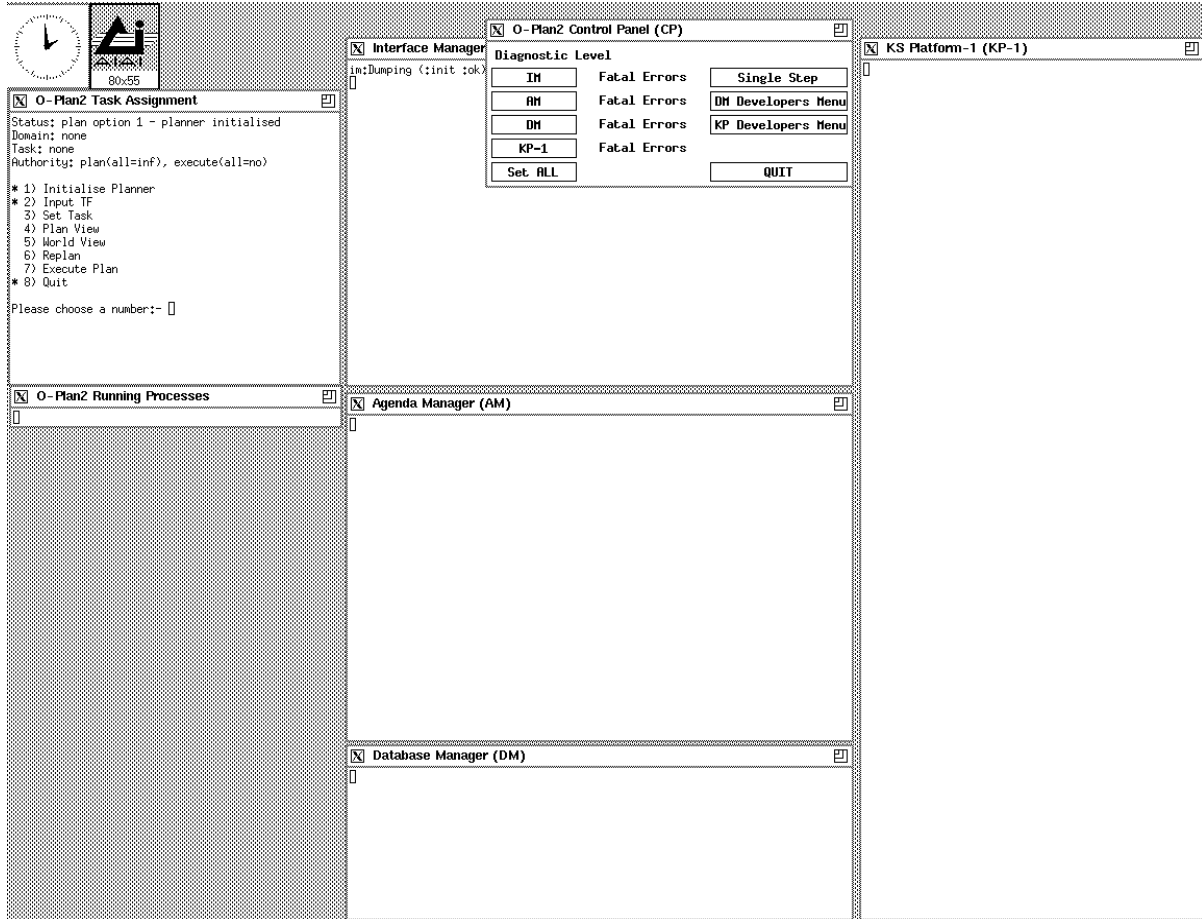 AIAI
80x55
O-Plan2 Task Assignment
Status: plan option 1 - planner initialised
Domain: none
Task: none
Authority: plan(all=inf), execute(all=no)
* 1) Initialise Planner
* 2) Input TF
3) Set Task
4) Plan View
5) World View
6) Replan
7) Execute Plan
* 8) Quit
Please choose a number:-
O-Plan2 Running Processes
Interface Manager
im:Dumping (:init :ok)
O-Plan2 Control Panel (CP)
Diagnostic Level
IM Fatal Errors Single Step
AM Fatal Errors DM Developers Menu
DM Fatal Errors KP Developers Menu
KP-1 Fatal Errors
Set ALL QUIT
Agenda Manager (AM)
Database Manager (DM)
KS Platform-1 (KP-1)